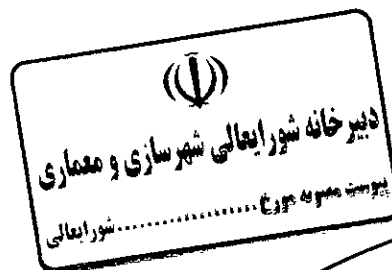 دبیرخانه شورایعالی شهرسازی و معماری
پیوست مصوبه مورخ .................. شورایعالی